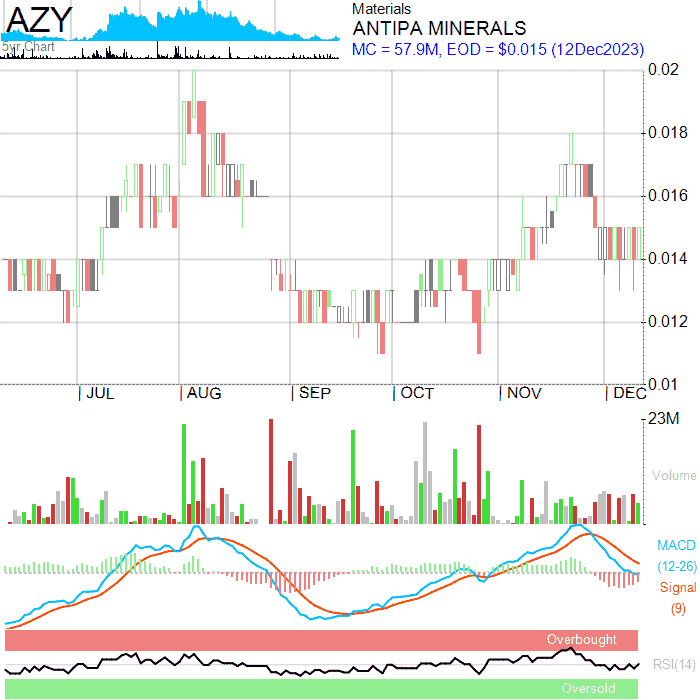 AZY
5yr Chart
Materials
ANTIPA MINERALS
MC = 57.9M, EOD = $0.015 (12Dec2023)
0.02
0.018
0.016
0.014
0.012
0.01
| JUL | AUG | SEP | OCT | NOV | DEC
23M
Volume
MACD
(12-26)
Signal
(9)
Overbought
RSI(14)
Oversold